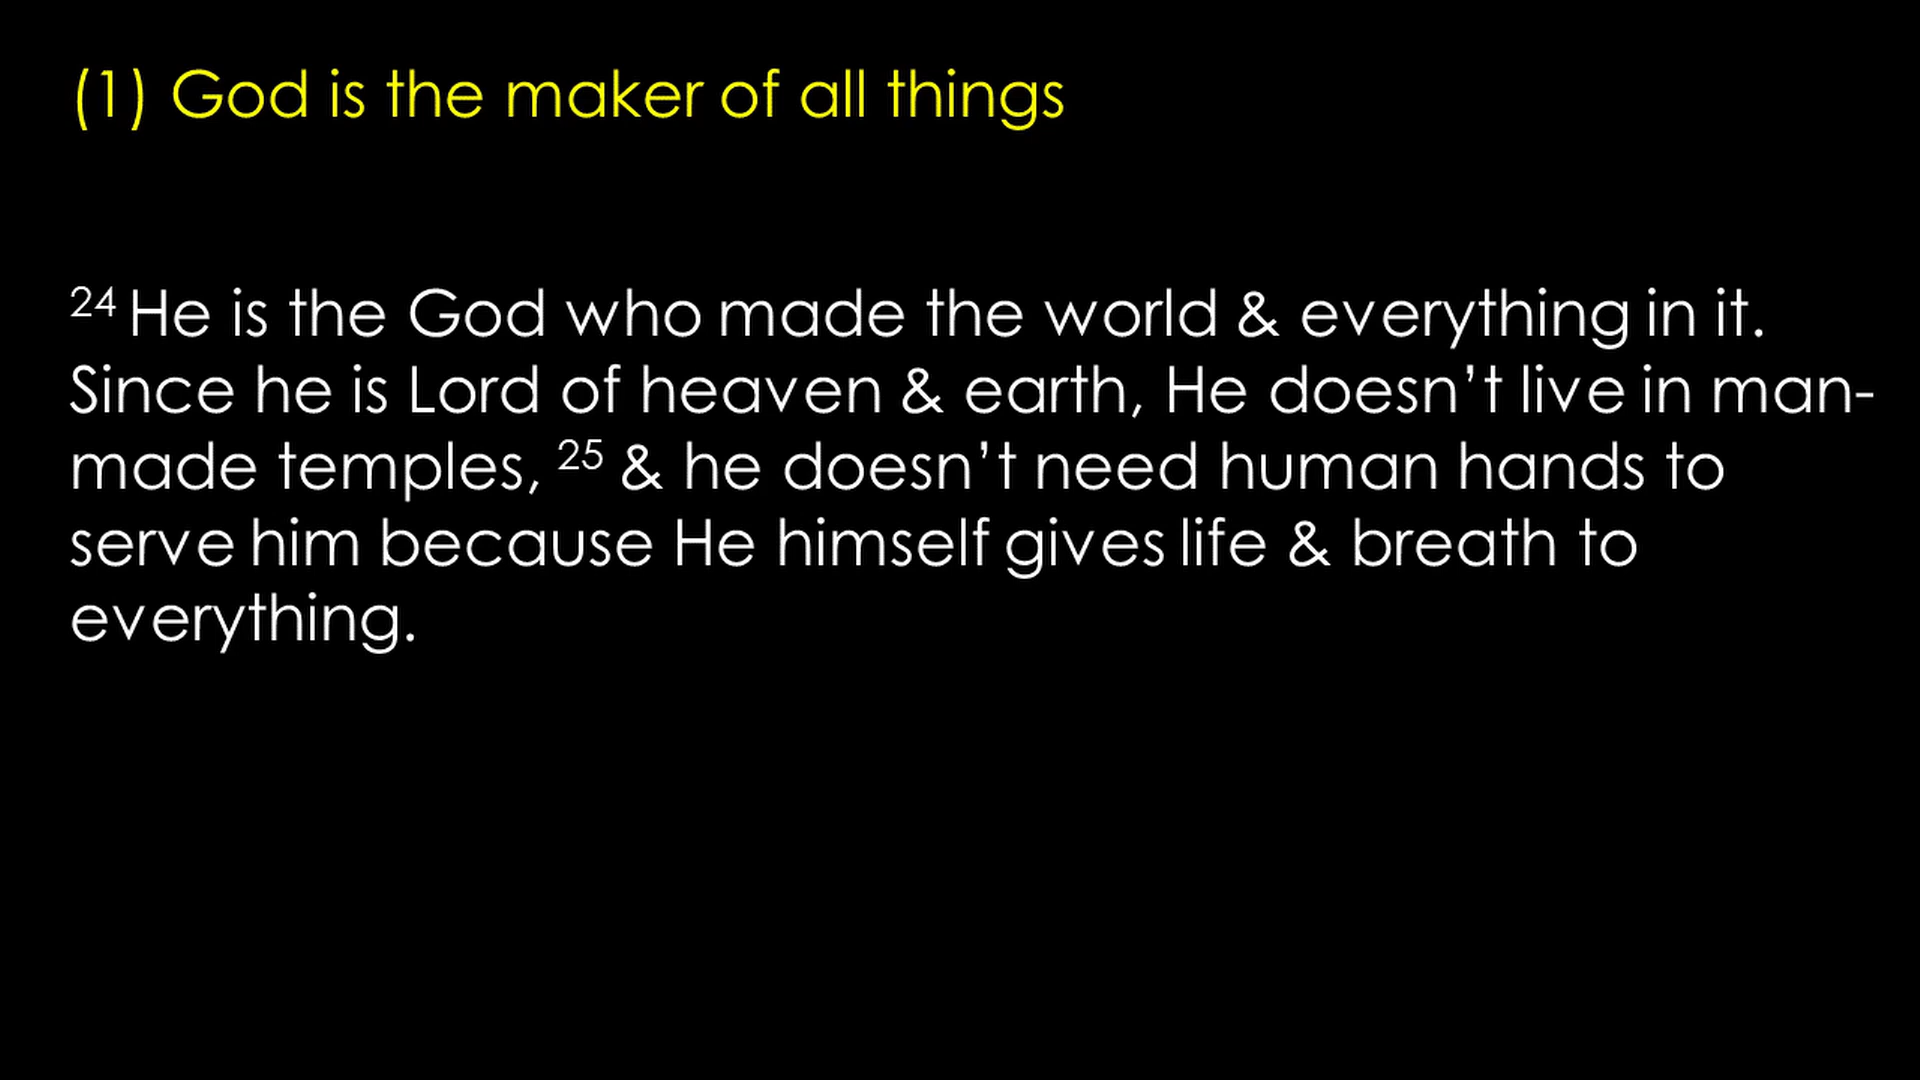 (1) God is the maker of all things
24 He is the God who made the world & everything in it.
Since he is Lord of heaven & earth, He doesn’t live in man-
made temples, 25 & he doesn’t need human hands to
serve him because He himself gives life & breath to
everything.